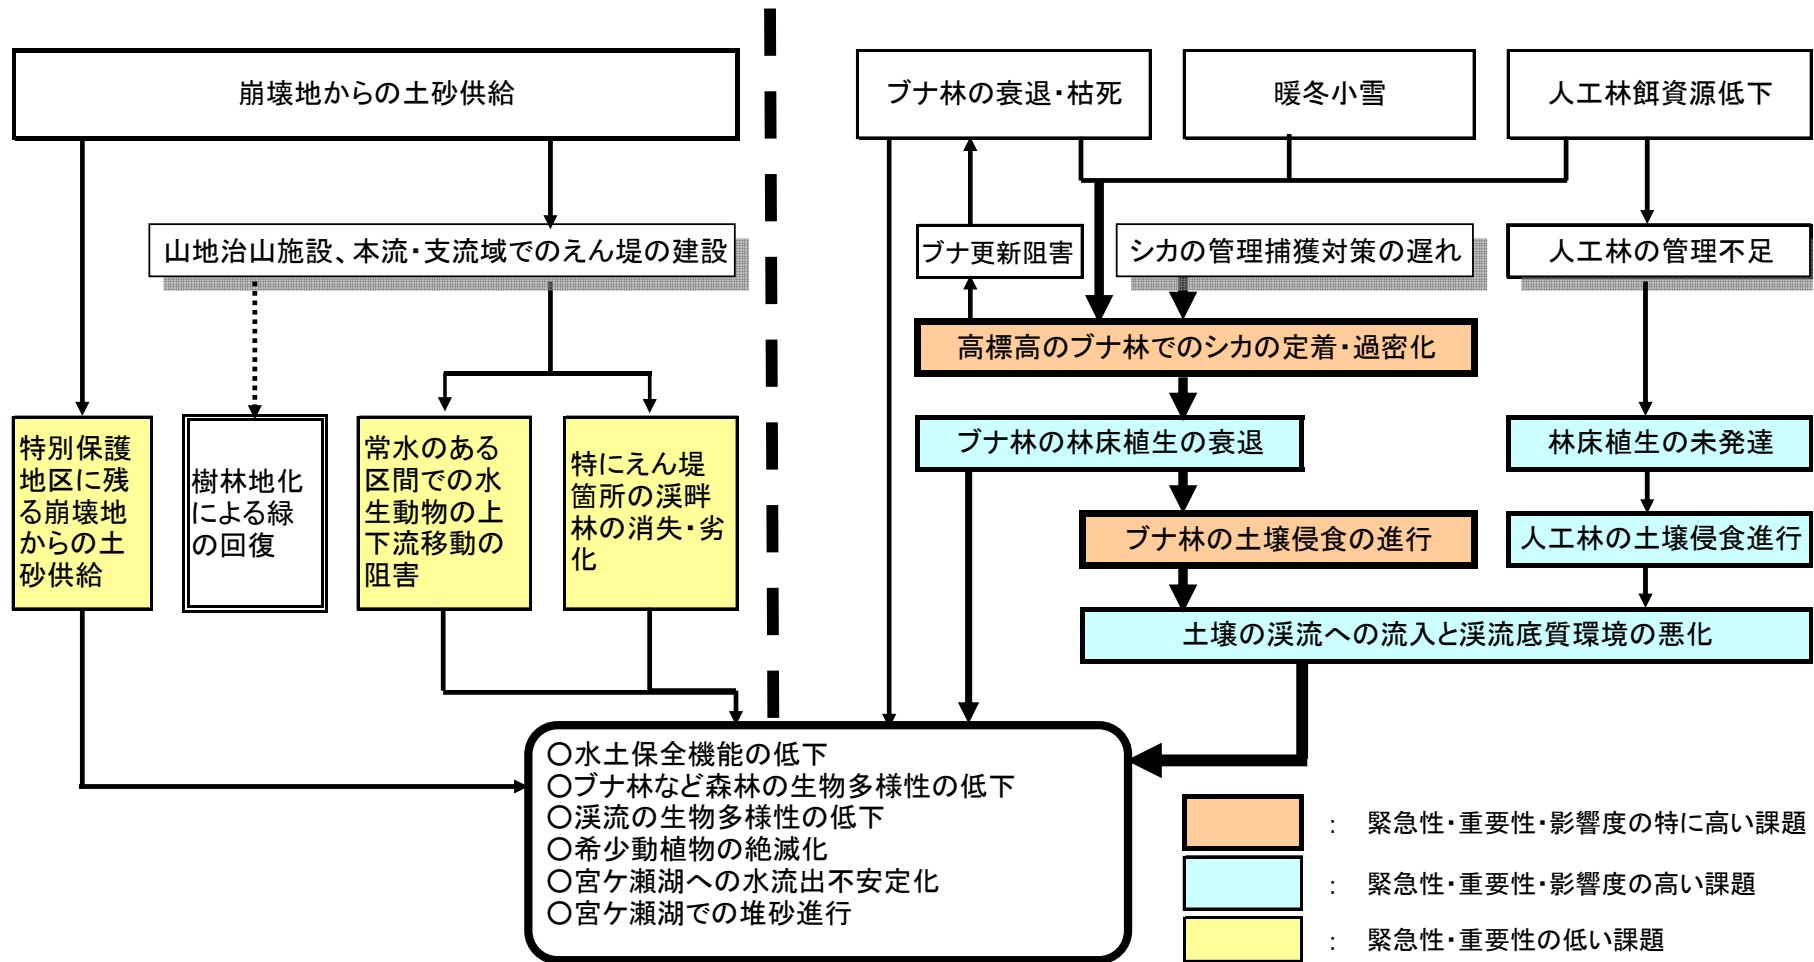 崩壊地からの土砂供給
ブナ林の衰退・枯死
暖冬小雪
人工林餌資源低下
山地治山施設、本流・支流域でのえん堤の建設
ブナ更新阻害
シカの管理捕獲対策の遅れ
人工林の管理不足
高標高のブナ林でのシカの定着・過密化
特別保護
地区に残
る崩壊地
からの土
砂供給
樹林地化
による緑
の回復
常水のある
区間での水
生動物の上
下流移動の
阻害
特にえん堤
箇所の渓畔
林の消失・劣
化
ブナ林の林床植生の衰退
林床植生の未発達
ブナ林の土壌侵食の進行
人工林の土壌侵食進行
土壌の渓流への流入と渓流底質環境の悪化
○水土保全機能の低下
○ブナ林など森林の生物多様性の低下
○渓流の生物多様性の低下
○希少動植物の絶滅化
○宮ケ瀬湖への水流出不安定化
○宮ケ瀬湖での堆砂進行
： 緊急性・重要性・影響度の特に高い課題
： 緊急性・重要性・影響度の高い課題
： 緊急性・重要性の低い課題